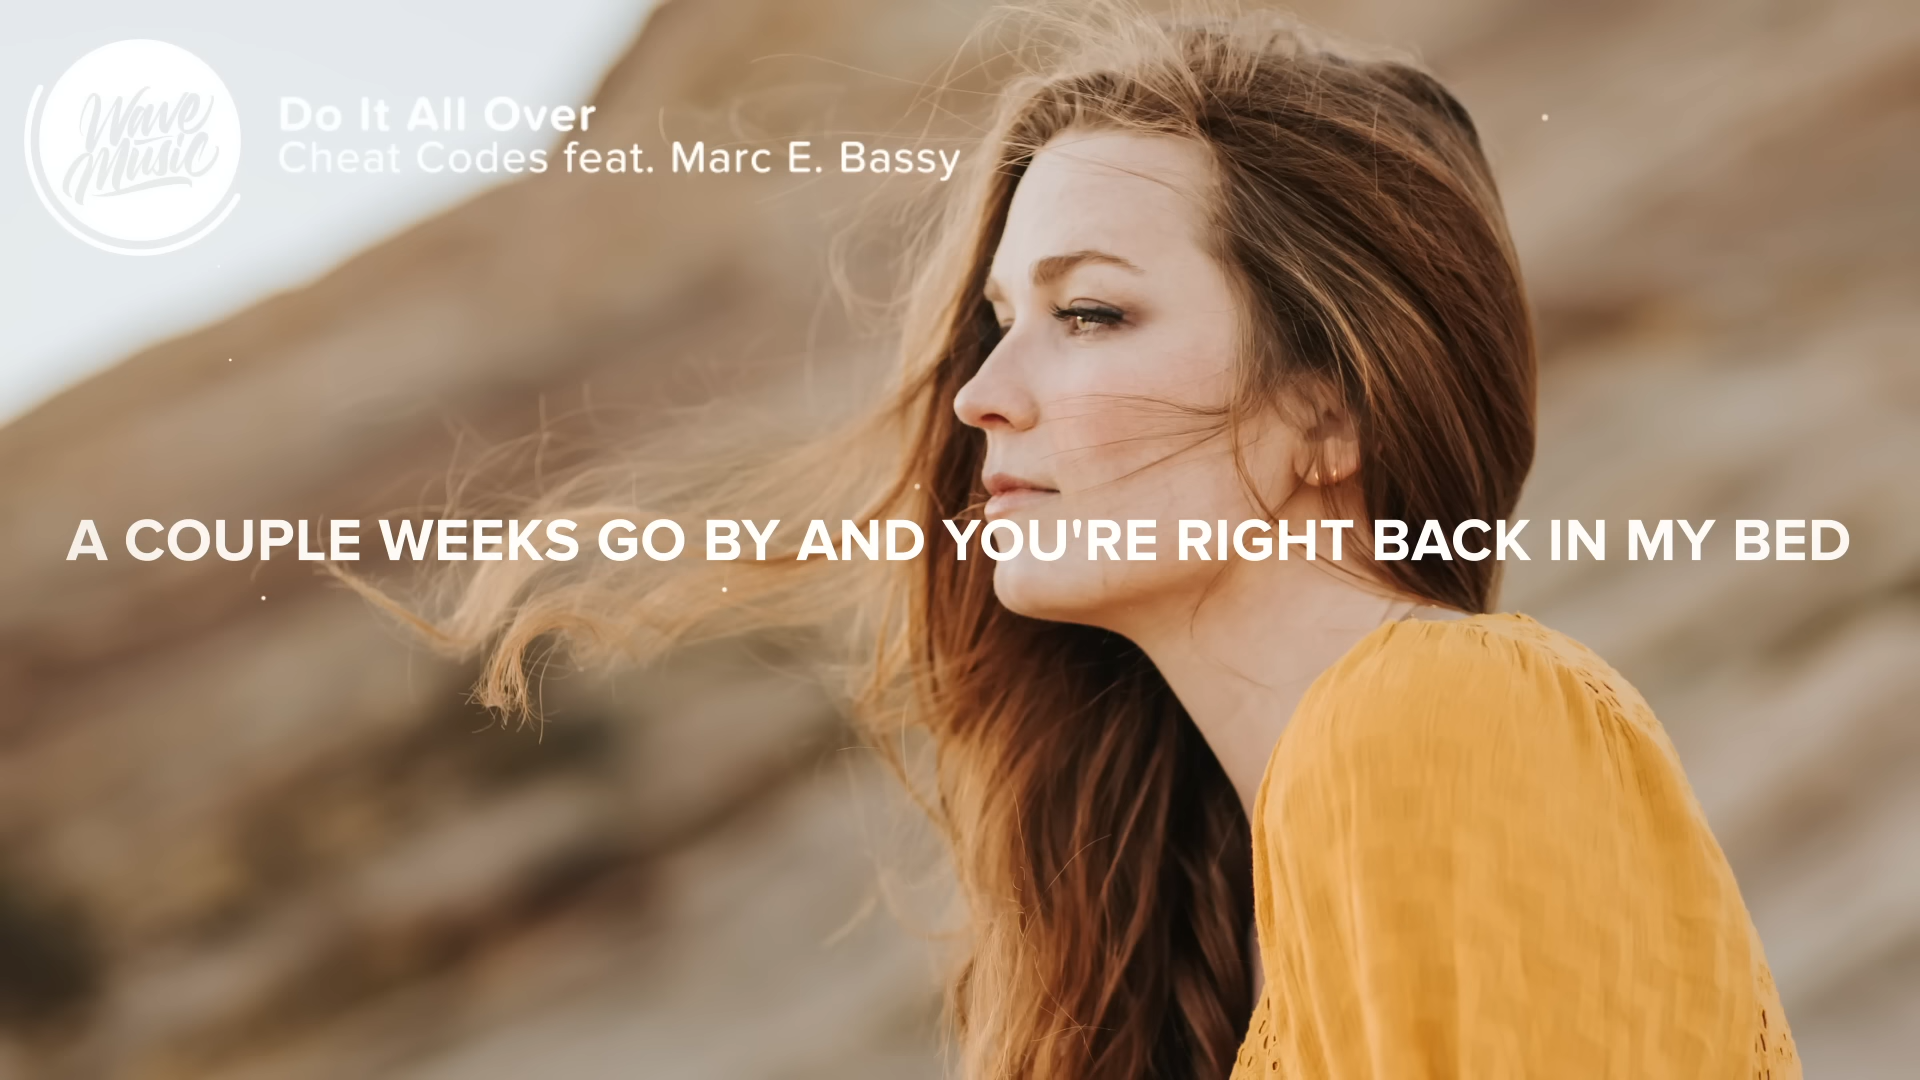 Wave
Music
Do It All Over
Cheat Codes feat. Marc E. Bassy
A COUPLE WEEKS GO BY AND YOU'RE RIGHT BACK IN MY BED